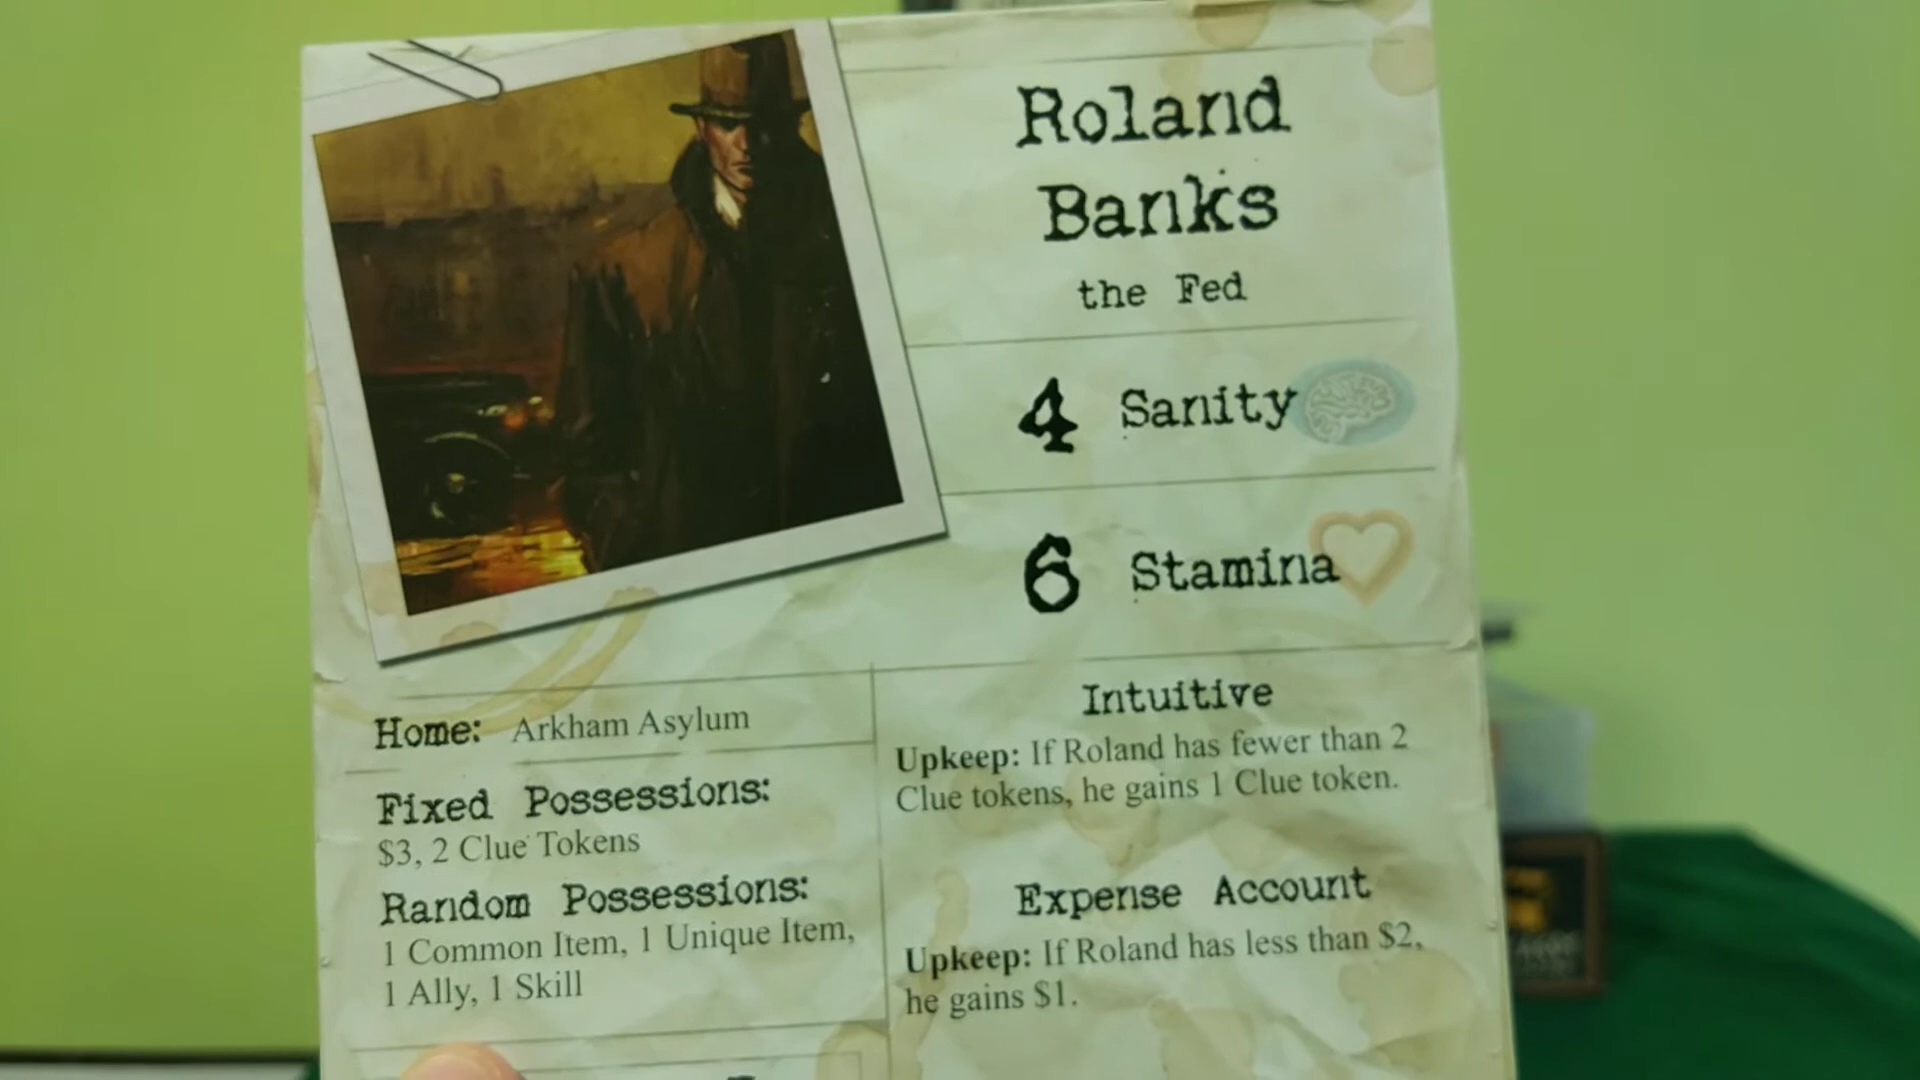 Roland
Banks
the Fed
4 Sanity
6 Stamina
Home: Arkham Asylum
Fixed Possessions:
$3, 2 Clue Tokens
Random Possessions:
1 Common Item, 1 Unique Item,
1 Ally, 1 Skill
Intuitive
Upkeep: If Roland has fewer than 2
Clue tokens, he gains 1 Clue token.
Expense Account
Upkeep: If Roland has less than $2,
he gains $1.